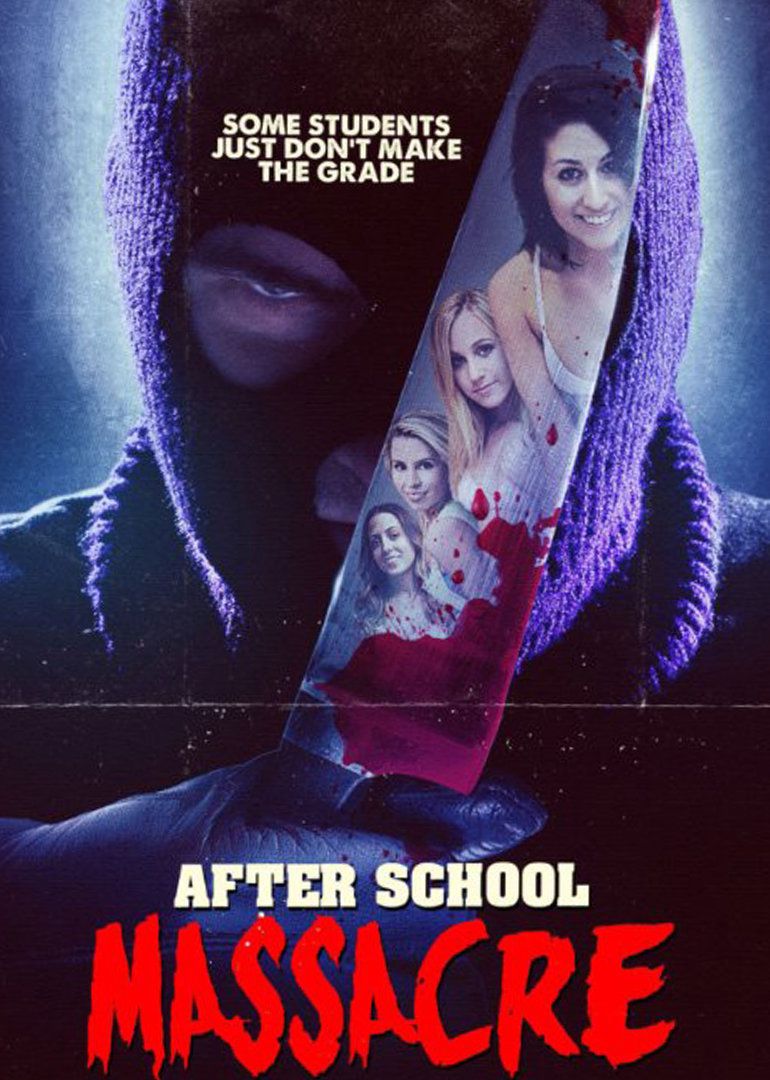 SOME STUDENTS
JUST DON'T MAKE
THE GRADE
AFTER SCHOOL
MASSACRE